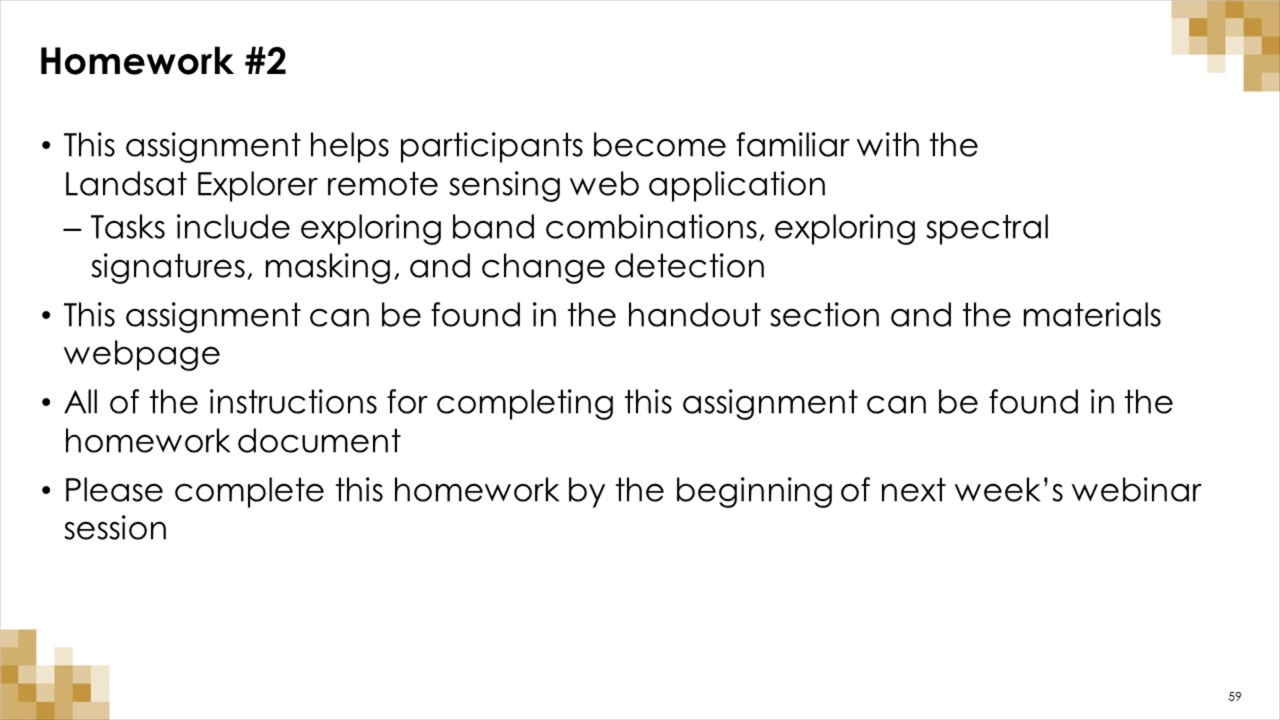 Homework #2
• This assignment helps participants become familiar with the
Landsat Explorer remote sensing web application
– Tasks include exploring band combinations, exploring spectral
signatures, masking, and change detection
• This assignment can be found in the handout section and the materials
webpage
• All of the instructions for completing this assignment can be found in the
homework document
• Please complete this homework by the beginning of next week’s webinar
session
59